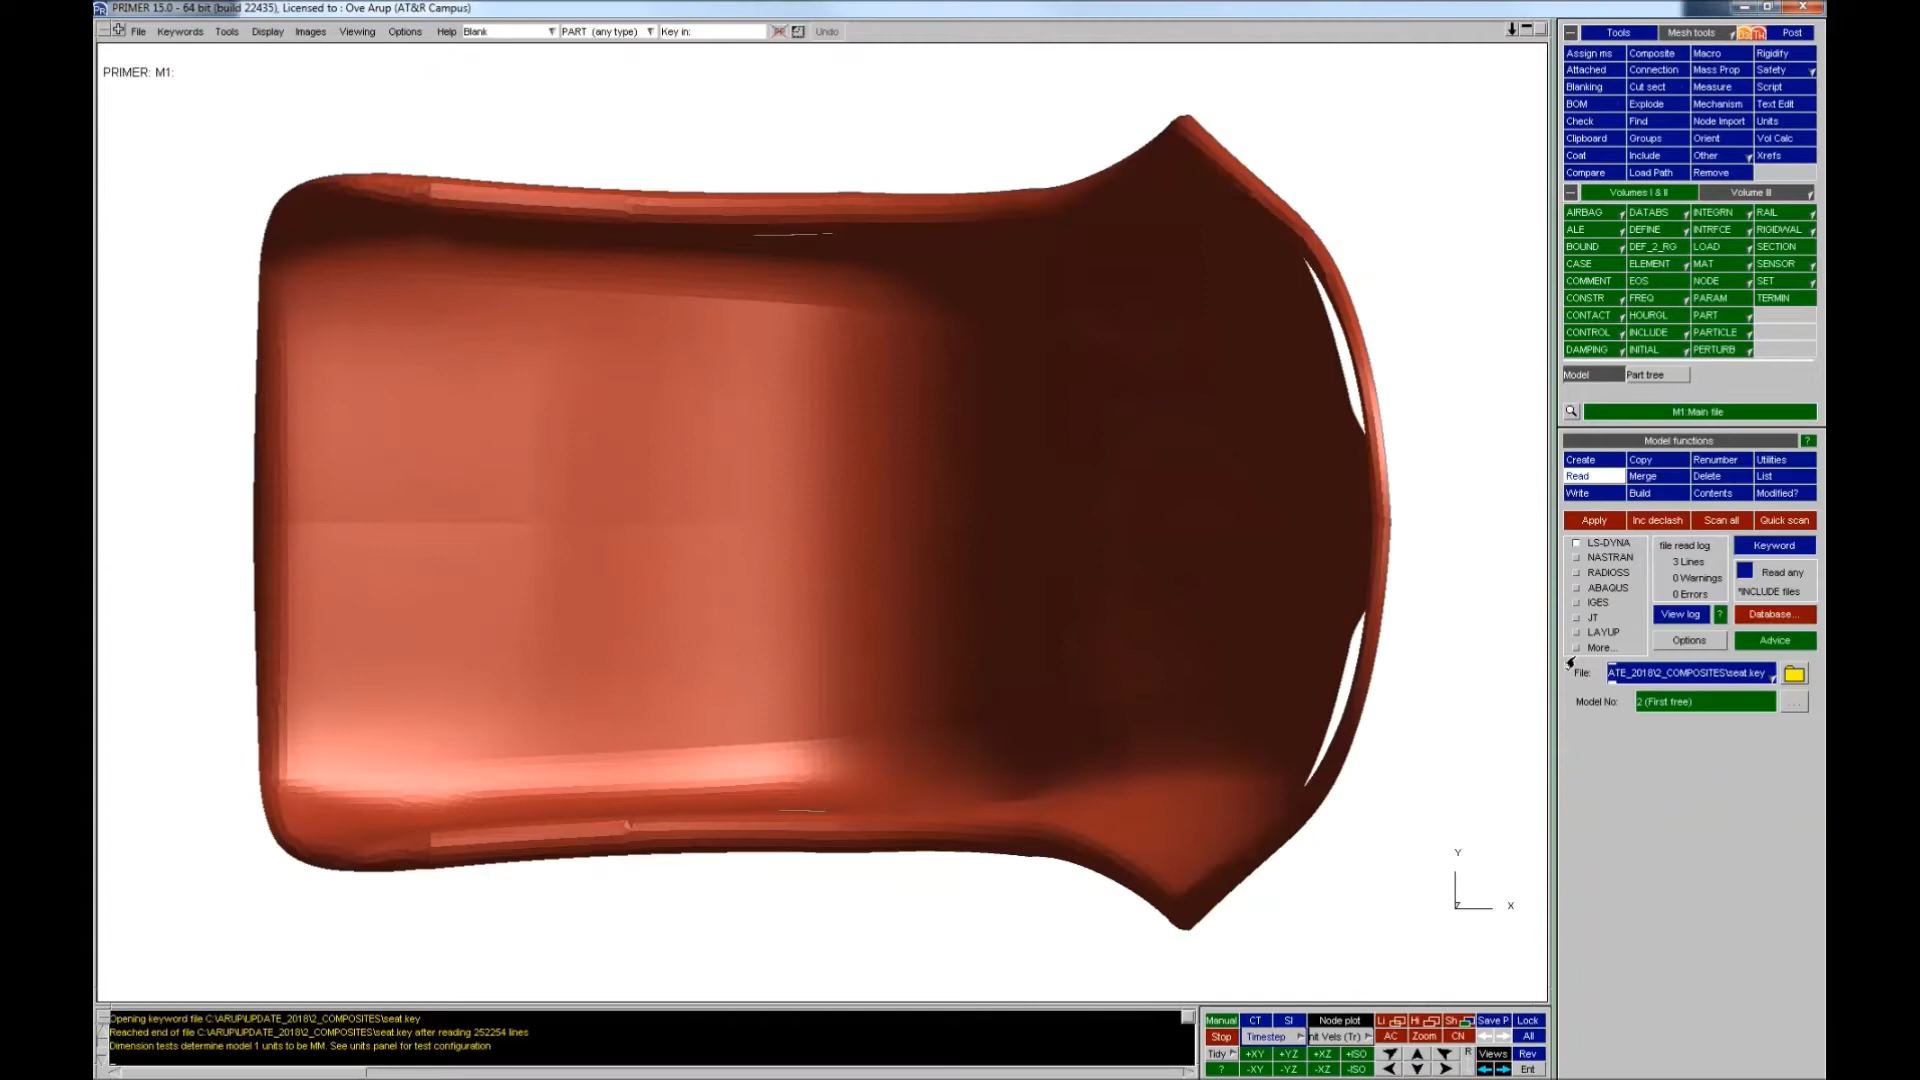 PRIMER 15.0 - 64 bit (build 22435), Licensed to : Ove Arup (AT&R Campus)
File Keywords Tools Display Images Viewing Options Help Blank PART (any type) Key in: Undo
PRIMER: M1:
Y
X
Z
Tools Mesh tools Post
Assign ms Composite Macro Rigidify
Attached Connection Mass Prop Safety
Blanking Cut sect Measure Script
BOM Explode Mechanism Text Edit
Check Find Node Import Units
Clipboard Groups Orient Vol Calc
Coat Include Other Xrefs
Compare Load Path Remove
Volumes I & II Volume III
AIRBAG DATABS INTEGRN RAIL
ALE DEFINE INTRFCE RIGIDWAL
BOUND DEF_2_RG LOAD SECTION
CASE ELEMENT MAT SENSOR
COMMENT EOS NODE SET
CONSTR FREQ PARAM TERMIN
CONTACT HOURGL PART
CONTROL INCLUDE PARTICLE
DAMPING INITIAL PERTURB
Model Part tree
M1:Main file
Model functions ?
Create Copy Renumber Utilities
Read Merge Delete List
Write Build Contents Modified?
Apply Inc declash Scan all Quick scan
LS-DYNA file read log Keyword
NASTRAN 3 Lines
RADIOSS 0 Warnings Read any
ABAQUS 0 Errors *INCLUDE files
IGES
JT View log ? Database...
LAYUP Options Advice
More...
File: ATE_2018\2_COMPOSITES\seat.key
Model No: 2 (First free) ...
Opening keyword file C:\ARUP\UPDATE_2018\2_COMPOSITES\seat.key
Reached end of file C:\ARUP\UPDATE_2018\2_COMPOSITES\seat.key after reading 252254 lines
Dimension tests determine model 1 units to be MM. See units panel for test configuration
Manual CT SI Node plot Li Hi Sh Save P Lock
Stop Timestep nit Vels (Tr) AC Zoom CN All
Tidy +XY +YZ +XZ +ISO R Views Rev
? -XY -YZ -XZ -ISO Ent